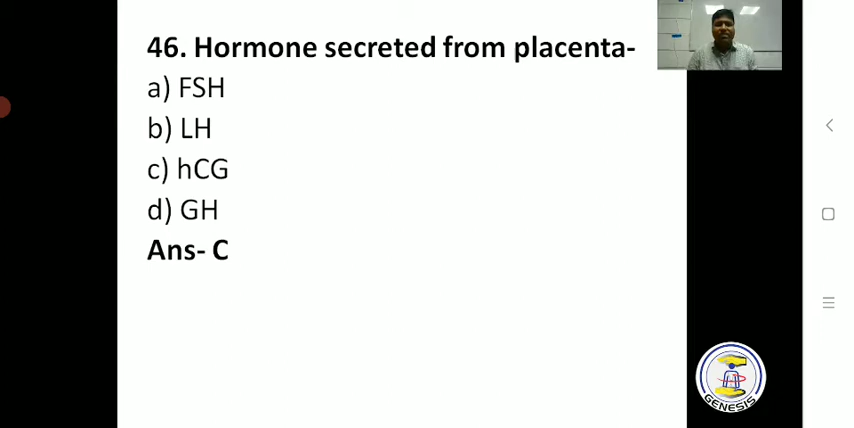 46. Hormone secreted from placenta-
a) FSH
b) LH
c) hCG
d) GH
Ans- C
GENESIS